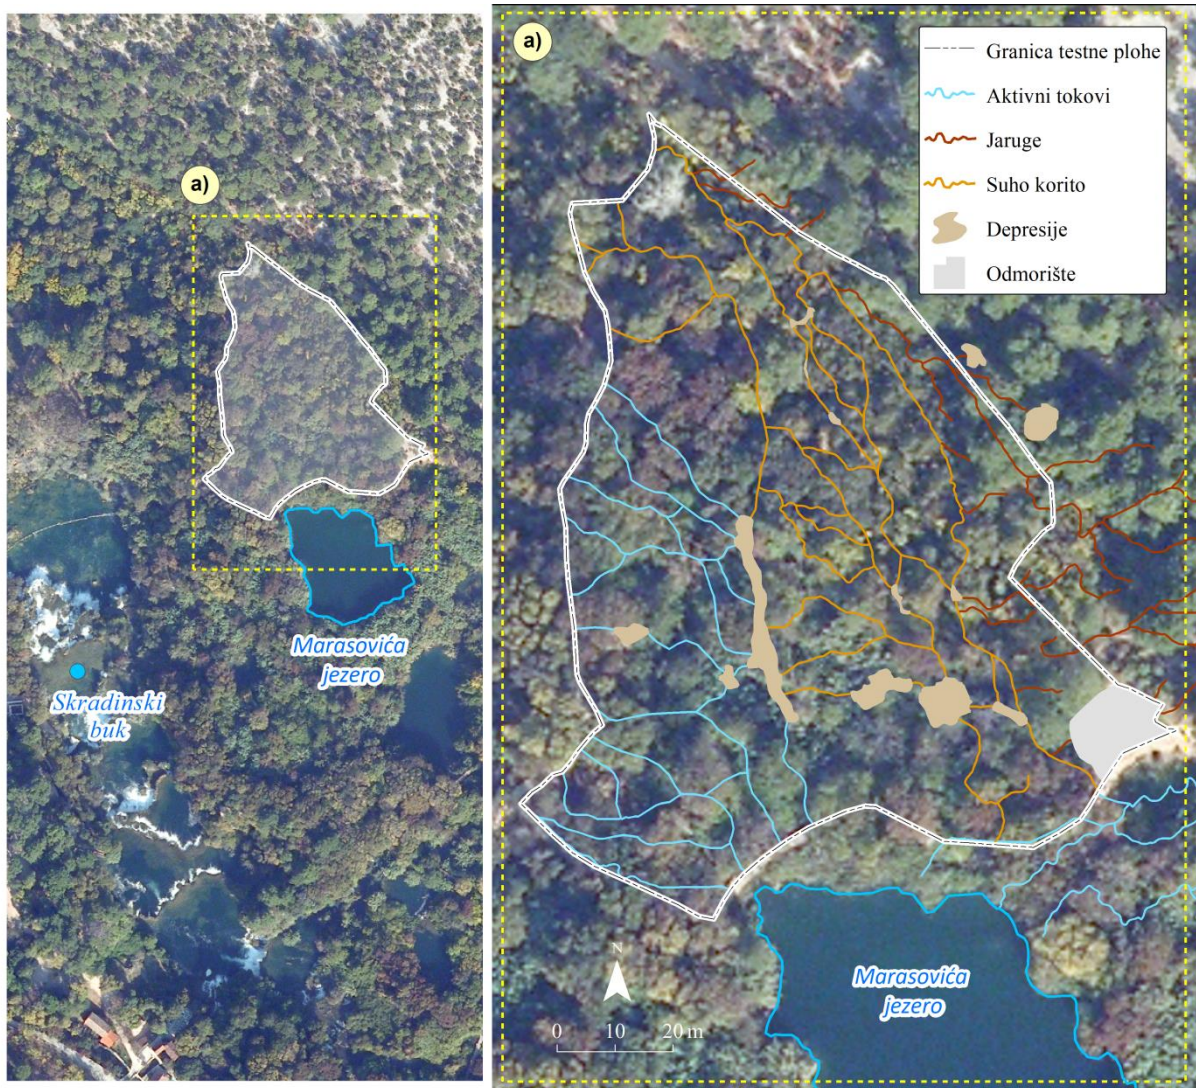 a)
Marasovića
jezero
Skradinski
buk
a)
Granica testne plohe
Aktivni tokovi
Jaruge
Suho korito
Depresije
Odmorište
Marasovića
jezero
N
0 10 20 m